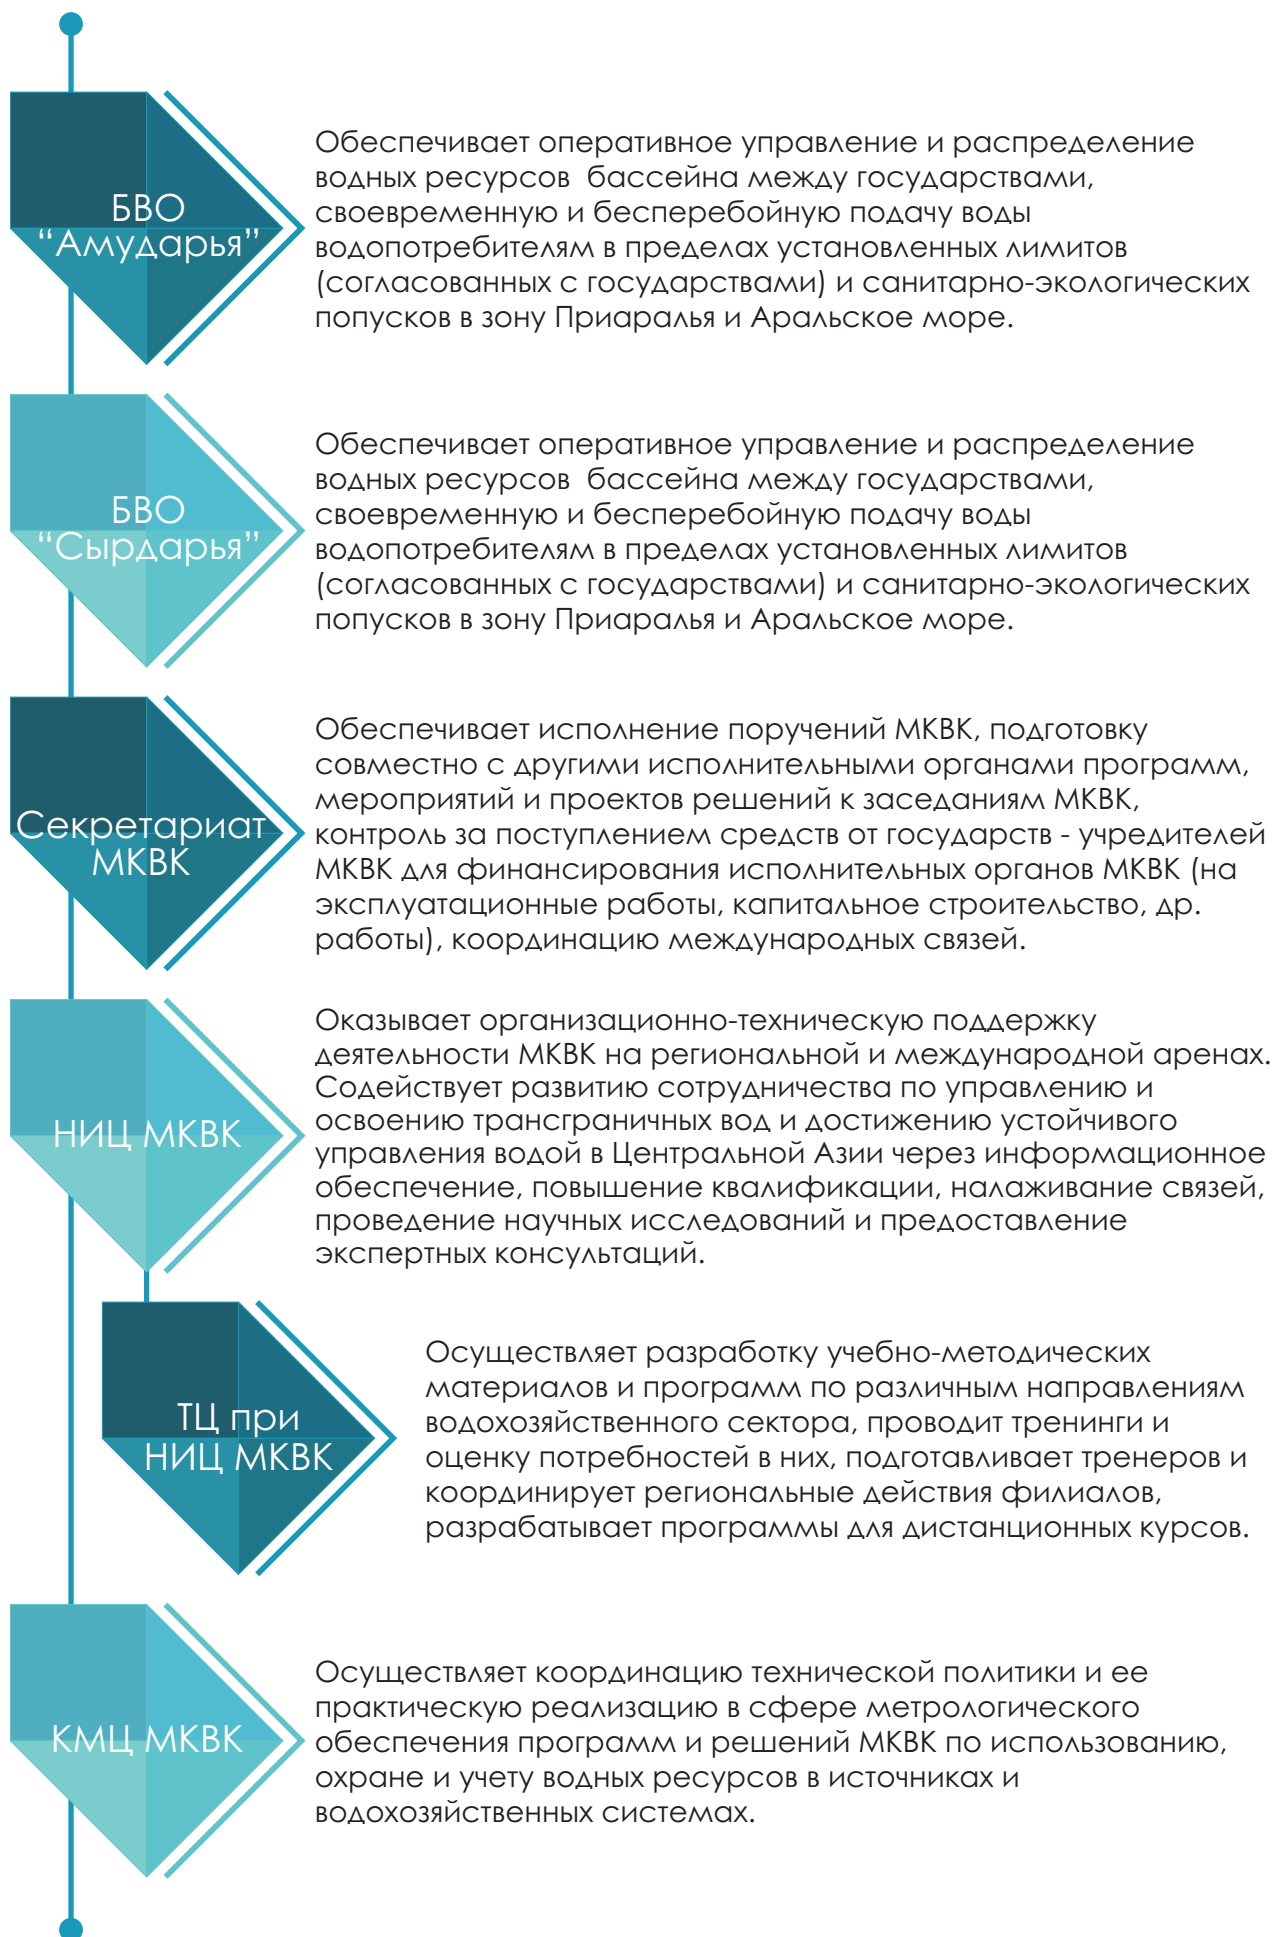 БВО
“Амударья”
Обеспечивает оперативное управление и распределение
водных ресурсов  бассейна между государствами,
своевременную и бесперебойную подачу воды
водопотребителям в пределах установленных лимитов
(согласованных с государствами) и санитарно-экологических
попусков в зону Приаралья и Аральское море.
БВО
“Сырдарья”
Обеспечивает оперативное управление и распределение
водных ресурсов  бассейна между государствами,
своевременную и бесперебойную подачу воды
водопотребителям в пределах установленных лимитов
(согласованных с государствами) и санитарно-экологических
попусков в зону Приаралья и Аральское море.
Секретариат
МКВК
Обеспечивает исполнение поручений МКВК, подготовку
совместно с другими исполнительными органами программ,
мероприятий и проектов решений к заседаниям МКВК,
контроль за поступлением средств от государств - учредителей
МКВК для финансирования исполнительных органов МКВК (на
эксплуатационные работы, капитальное строительство, др.
работы), координацию международных связей.
НИЦ МКВК
Оказывает организационно-техническую поддержку
деятельности МКВК на региональной и международной аренах.
Содействует развитию сотрудничества по управлению и
освоению трансграничных вод и достижению устойчивого
управления водой в Центральной Азии через информационное
обеспечение, повышение квалификации, налаживание связей,
проведение научных исследований и предоставление
экспертных консультаций.
ТЦ при
НИЦ МКВК
Осуществляет разработку учебно-методических
материалов и программ по различным направлениям
водохозяйственного сектора, проводит тренинги и
оценку потребностей в них, подготавливает тренеров и
координирует региональные действия филиалов,
разрабатывает программы для дистанционных курсов.
КМЦ МКВК
Осуществляет координацию технической политики и ее
практическую реализацию в сфере метрологического
обеспечения программ и решений МКВК по использованию,
охране и учету водных ресурсов в источниках и
водохозяйственных системах.